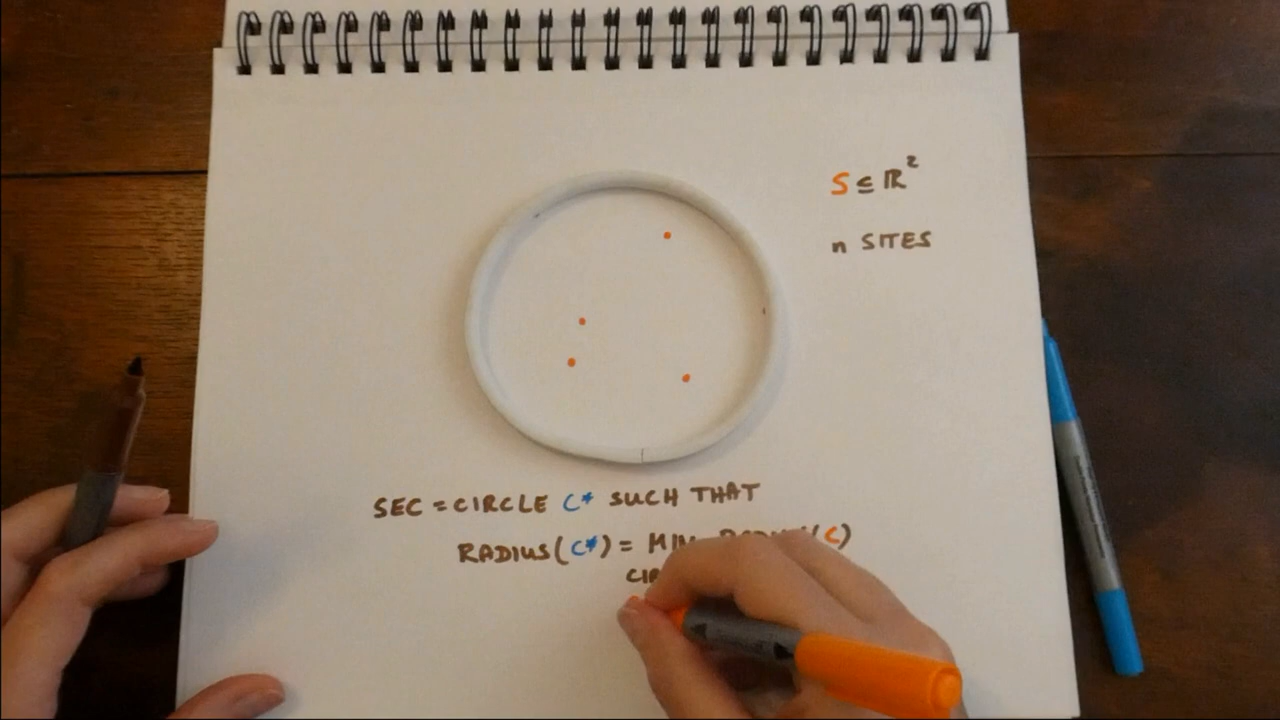 S ⊆ ℝ²
n SITES
SEC = CIRCLE C* SUCH THAT
RADIUS(C*) = MIN (C)